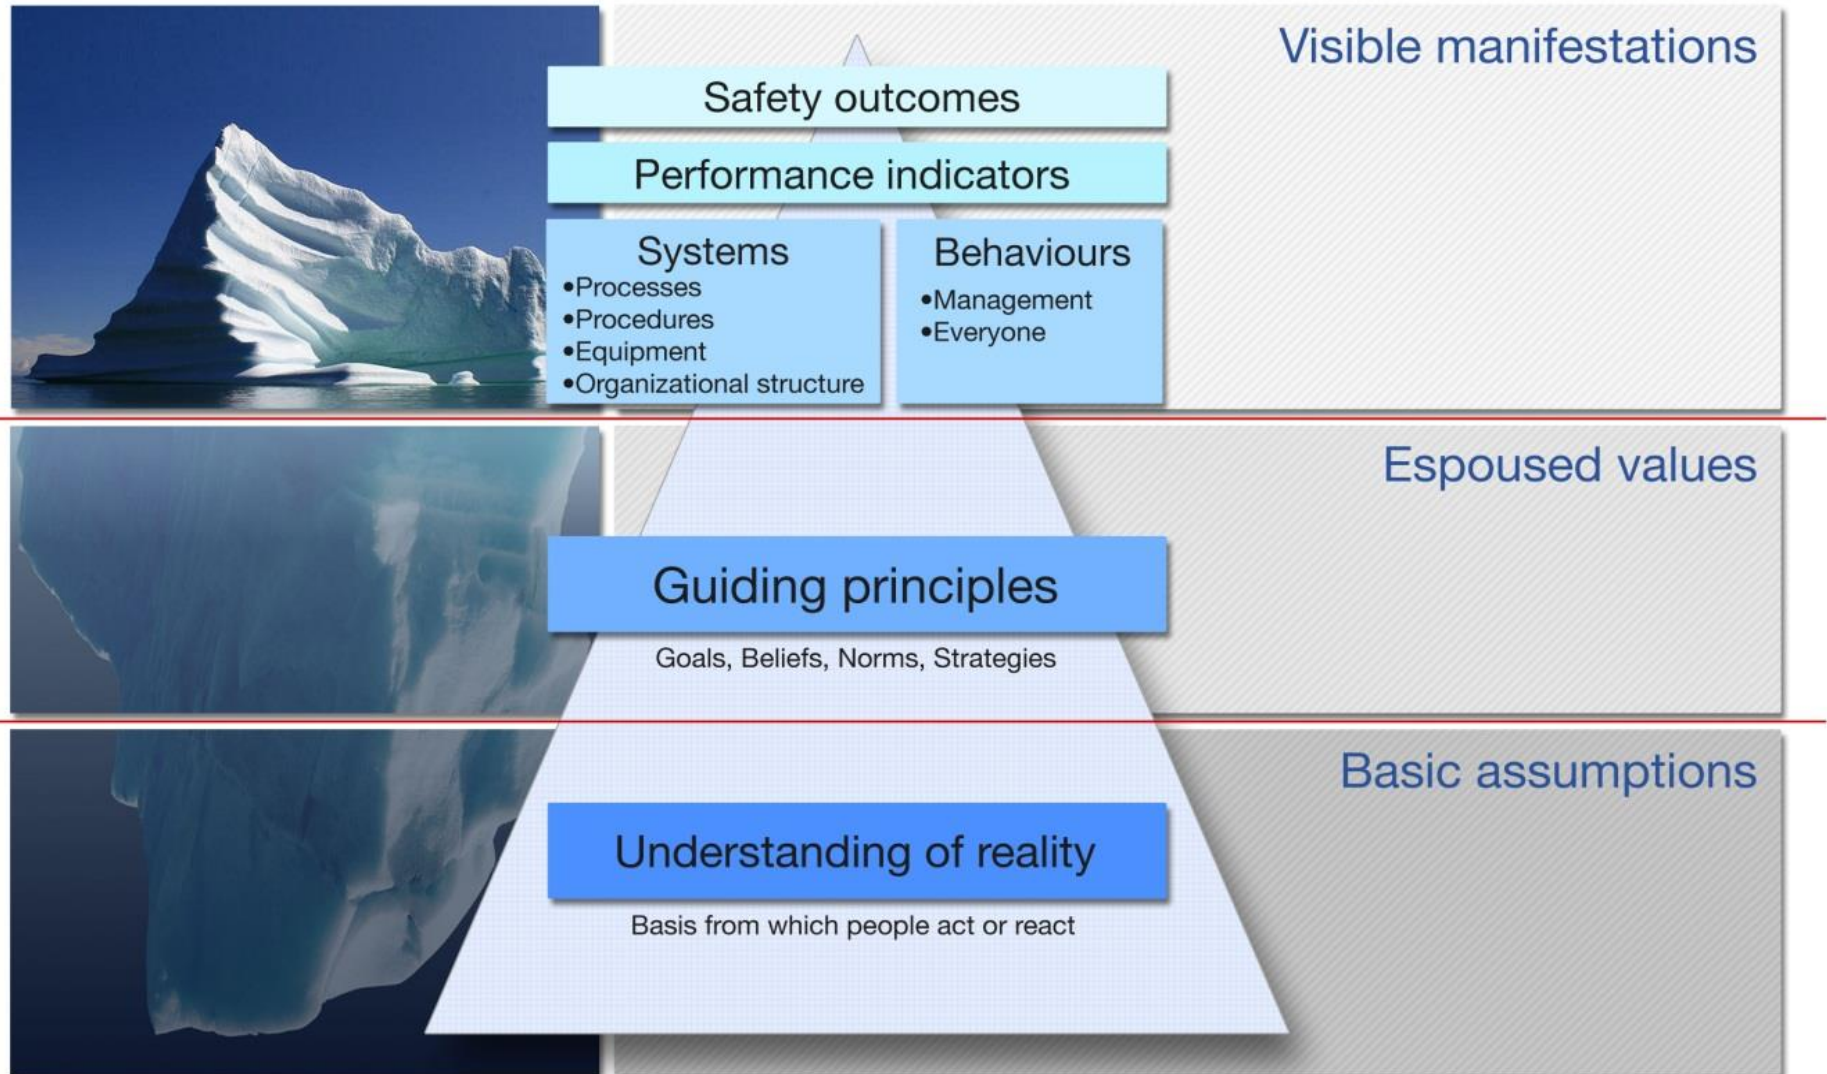 Visible manifestations
Safety outcomes
Performance indicators
Systems
•Processes
•Procedures
•Equipment
•Organizational structure
Behaviours
•Management
•Everyone
Espoused values
Guiding principles
Goals, Beliefs, Norms, Strategies
Basic assumptions
Understanding of reality
Basis from which people act or react